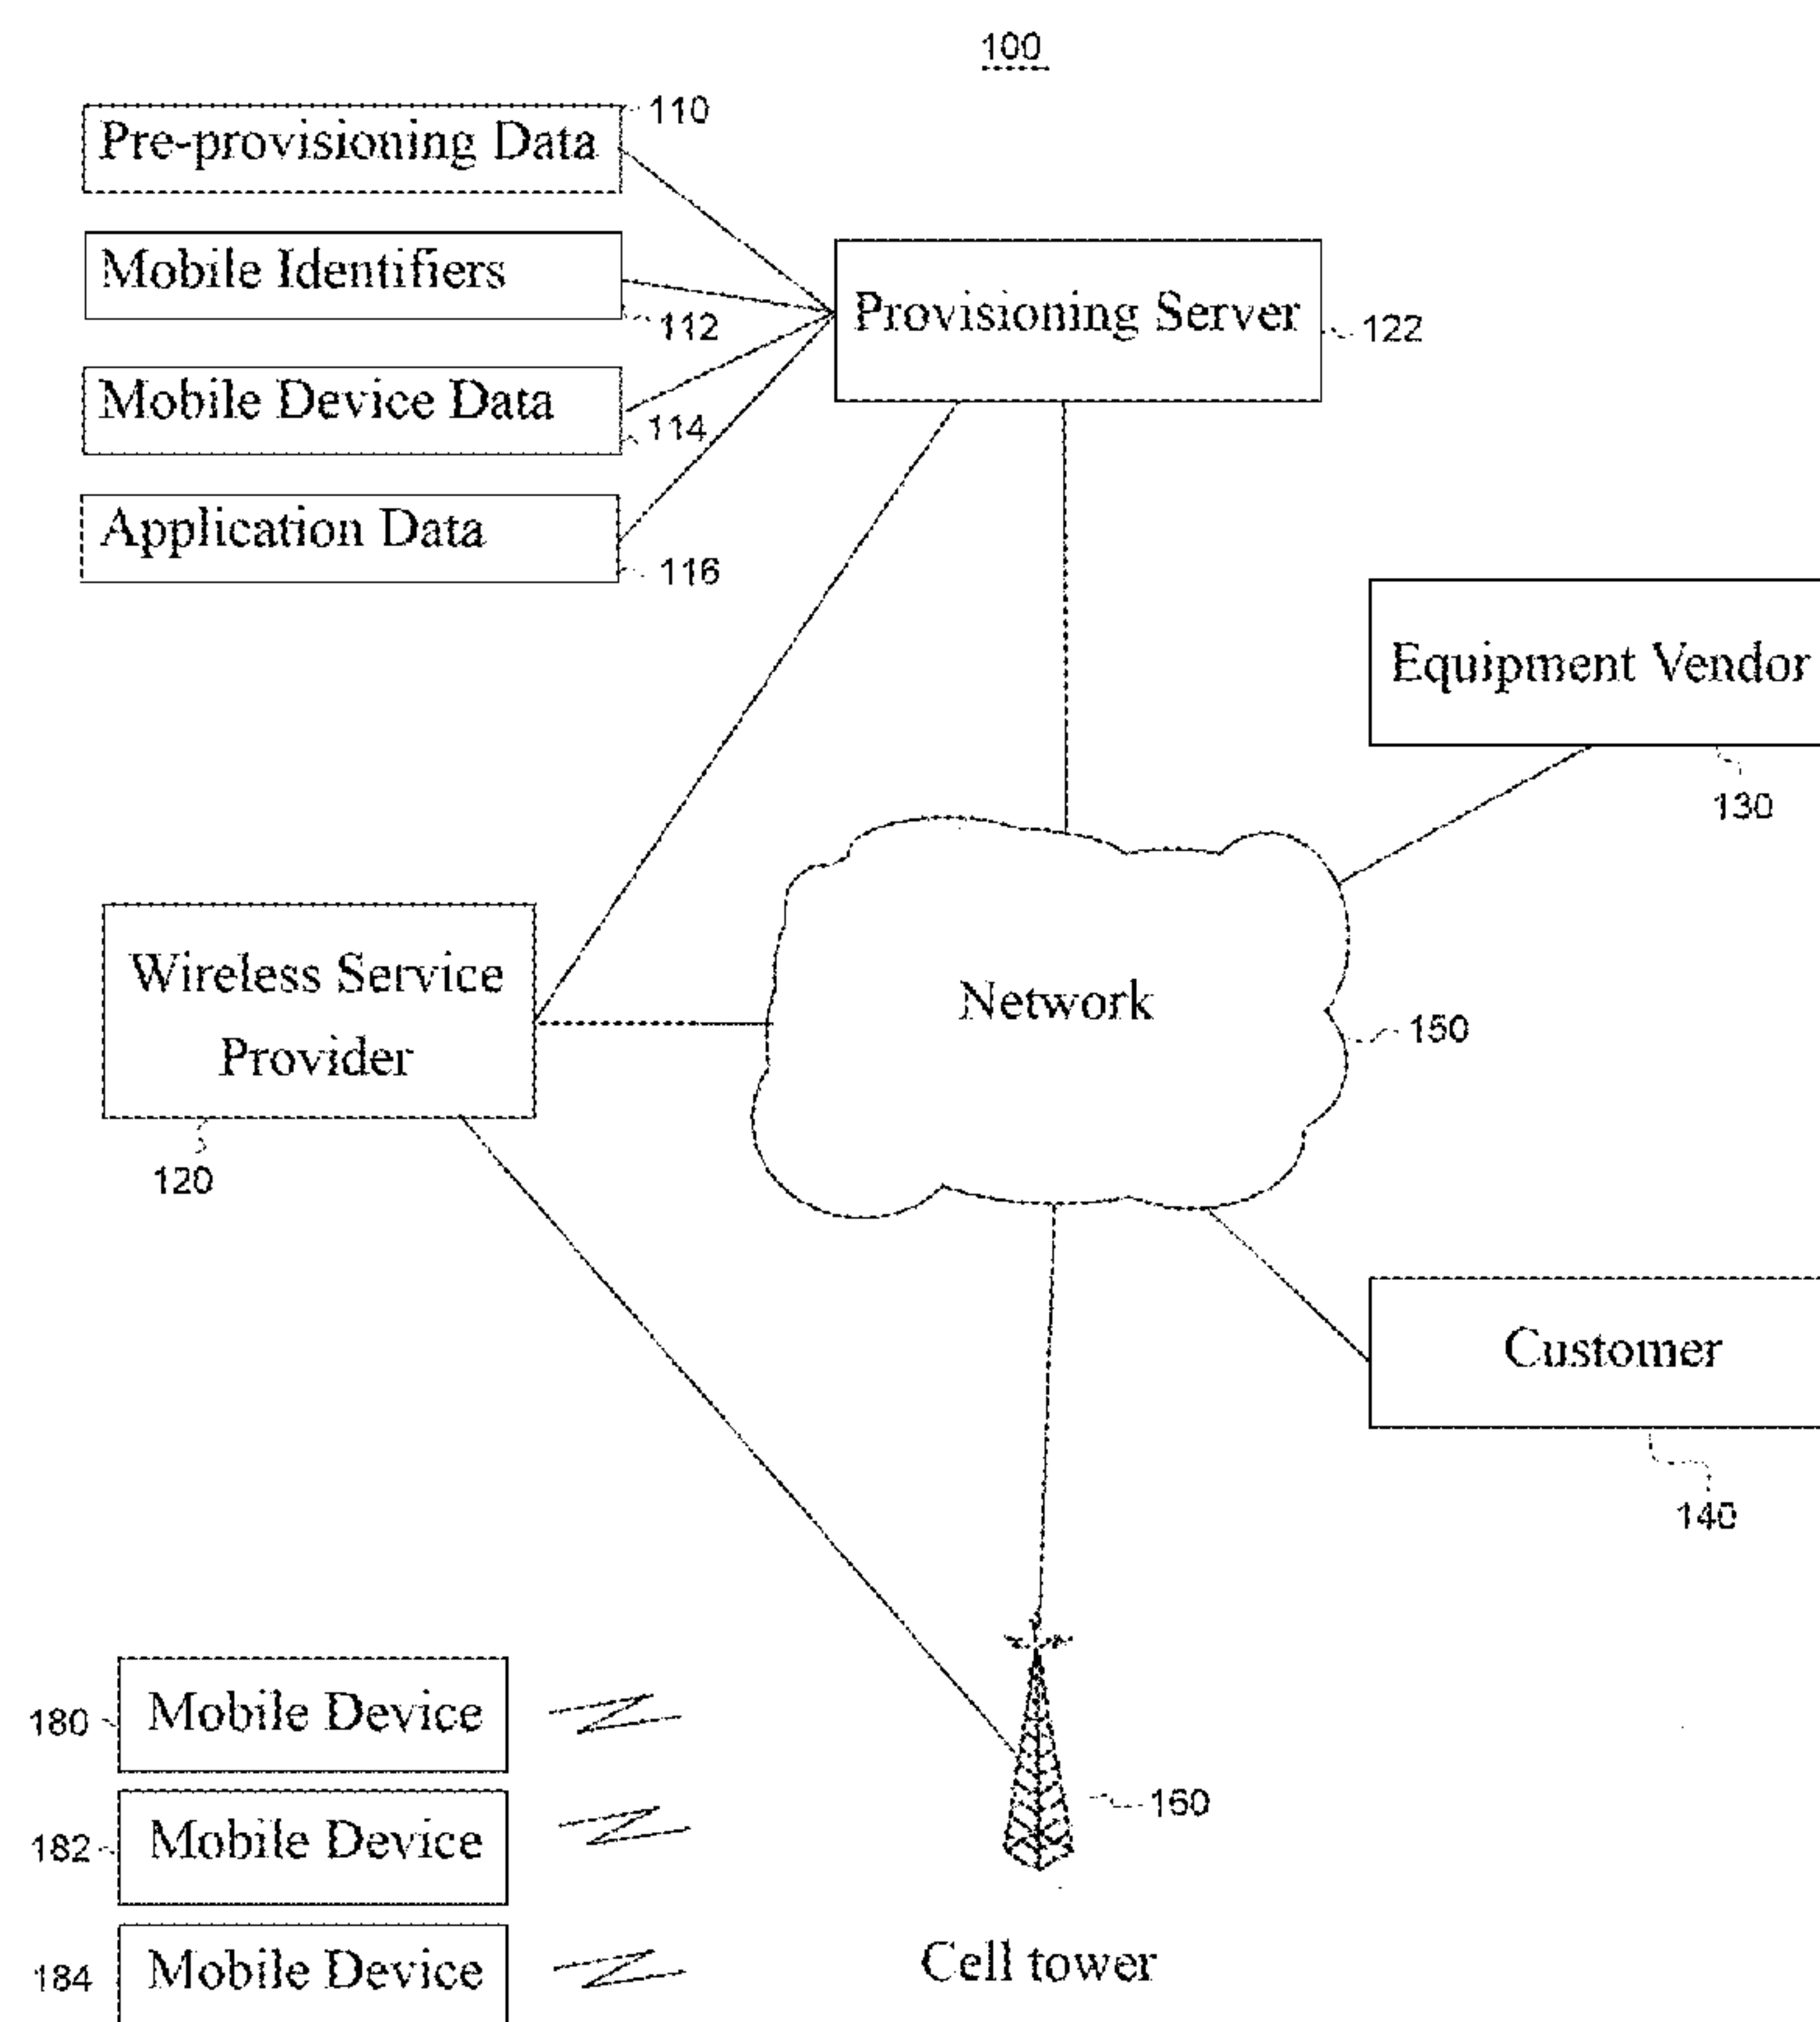 100
Pre-provisioning Data
110
Mobile Identifiers
112
Mobile Device Data
114
Application Data
116
Provisioning Server
122
Equipment Vendor
130
Wireless Service
Provider
120
Network
150
Customer
140
180
Mobile Device
182
Mobile Device
184
Mobile Device
160
Cell tower